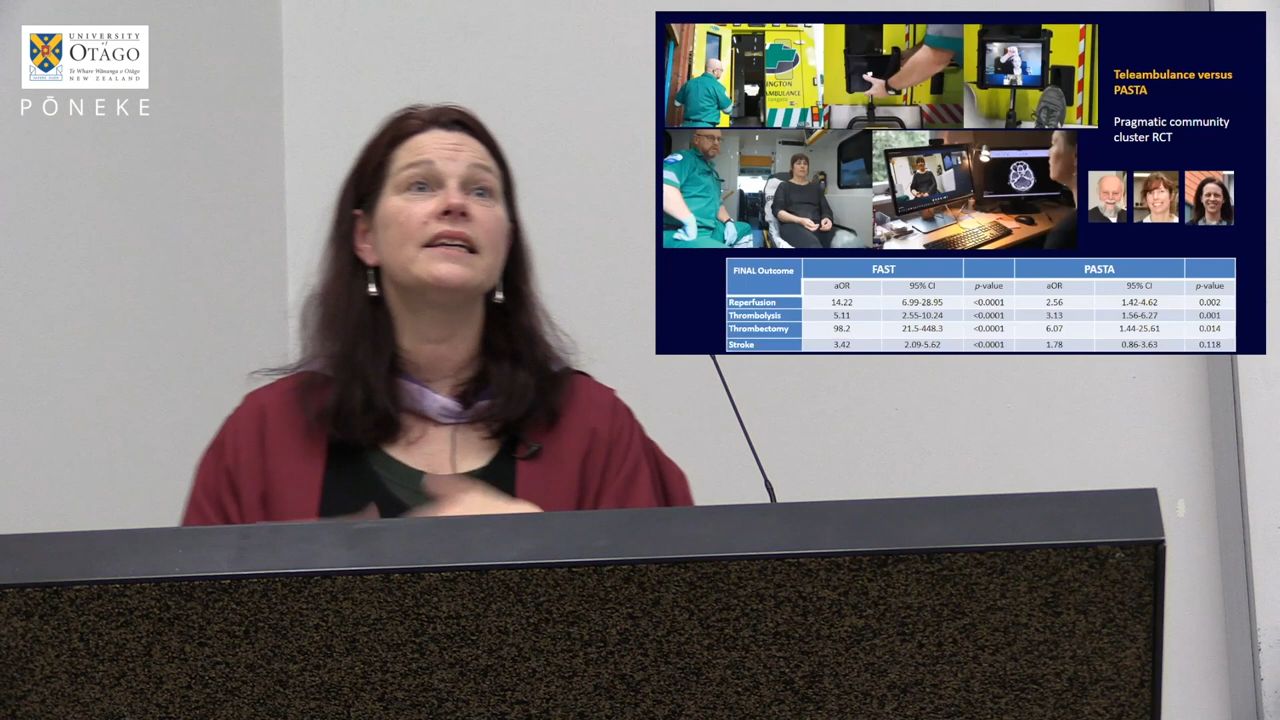 UNIVERSITY
of
OTĀGO
Te Whare Wānanga o Otāgo
NEW ZEALAND
PŌNEKE
INGTON
AMBULANCE
Teleambulance versus
PASTA
Pragmatic community
cluster RCT
FINAL Outcome FAST PASTA
aOR 95% CI p-value aOR 95% CI p-value
Reperfusion 14.22 6.99-28.95 <0.0001 2.56 1.42-4.62 0.002
Thrombolysis 5.11 2.55-10.24 <0.0001 3.13 1.56-6.27 0.001
Thrombectomy 98.2 21.5-448.3 <0.0001 6.07 1.44-25.61 0.014
Stroke 3.42 2.09-5.62 <0.0001 1.78 0.86-3.63 0.118